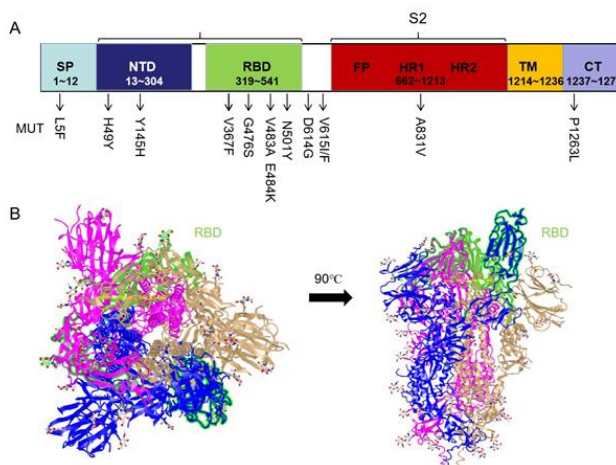 A
S2
SP
1~12
NTD
13~304
RBD
319~541
FP HR1 HR2
662~1213
TM
1214~1236
CT
1237~127
MUT
L5F
H49Y
Y145H
V367F
G476S
V483A
E484K
N501Y
D614G
V615I/F
A831V
P1263L
B
RBD
90℃
RBD